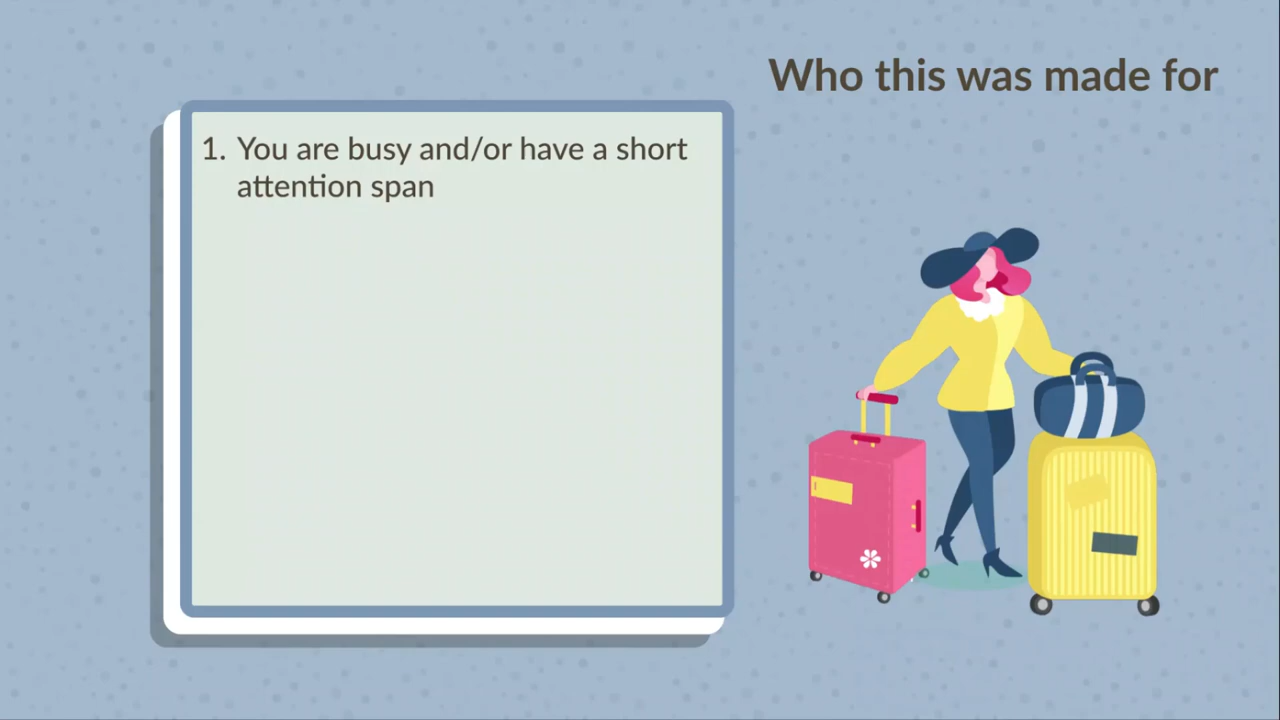 Who this was made for
1. You are busy and/or have a short
attention span